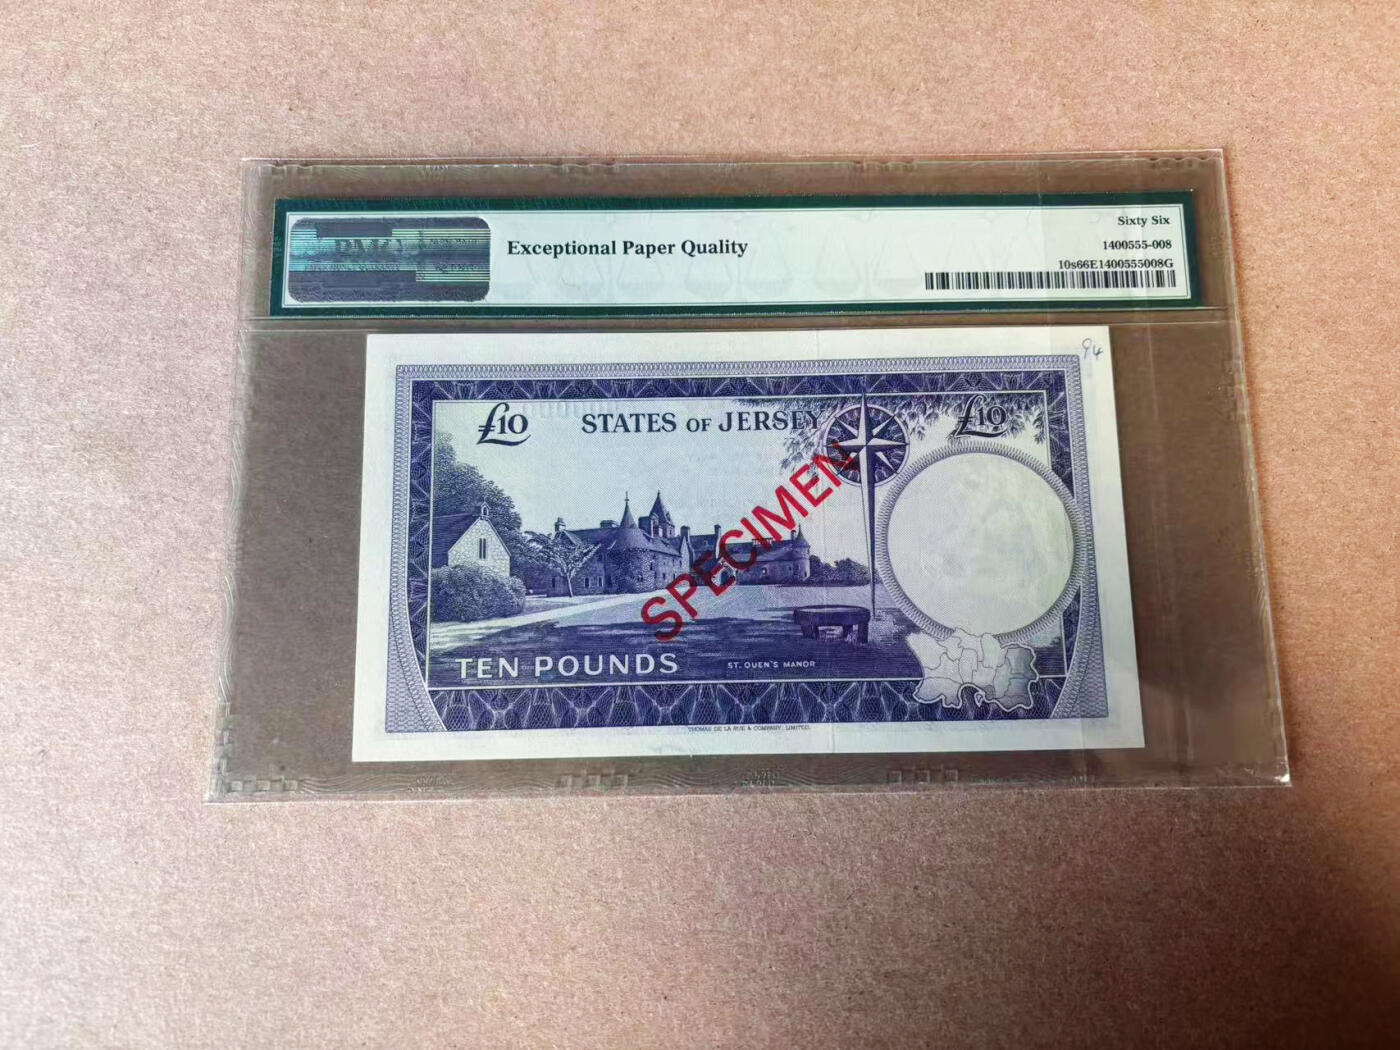 PMG
Exceptional Paper Quality
Sixty Six
1400555-008
10s66E1400555008G
94
£10
STATES OF JERSEY
£10
SPECIMEN
TEN POUNDS
ST. OUEN'S MANOR
THOMAS DE LA RUE & COMPANY, LIMITED.